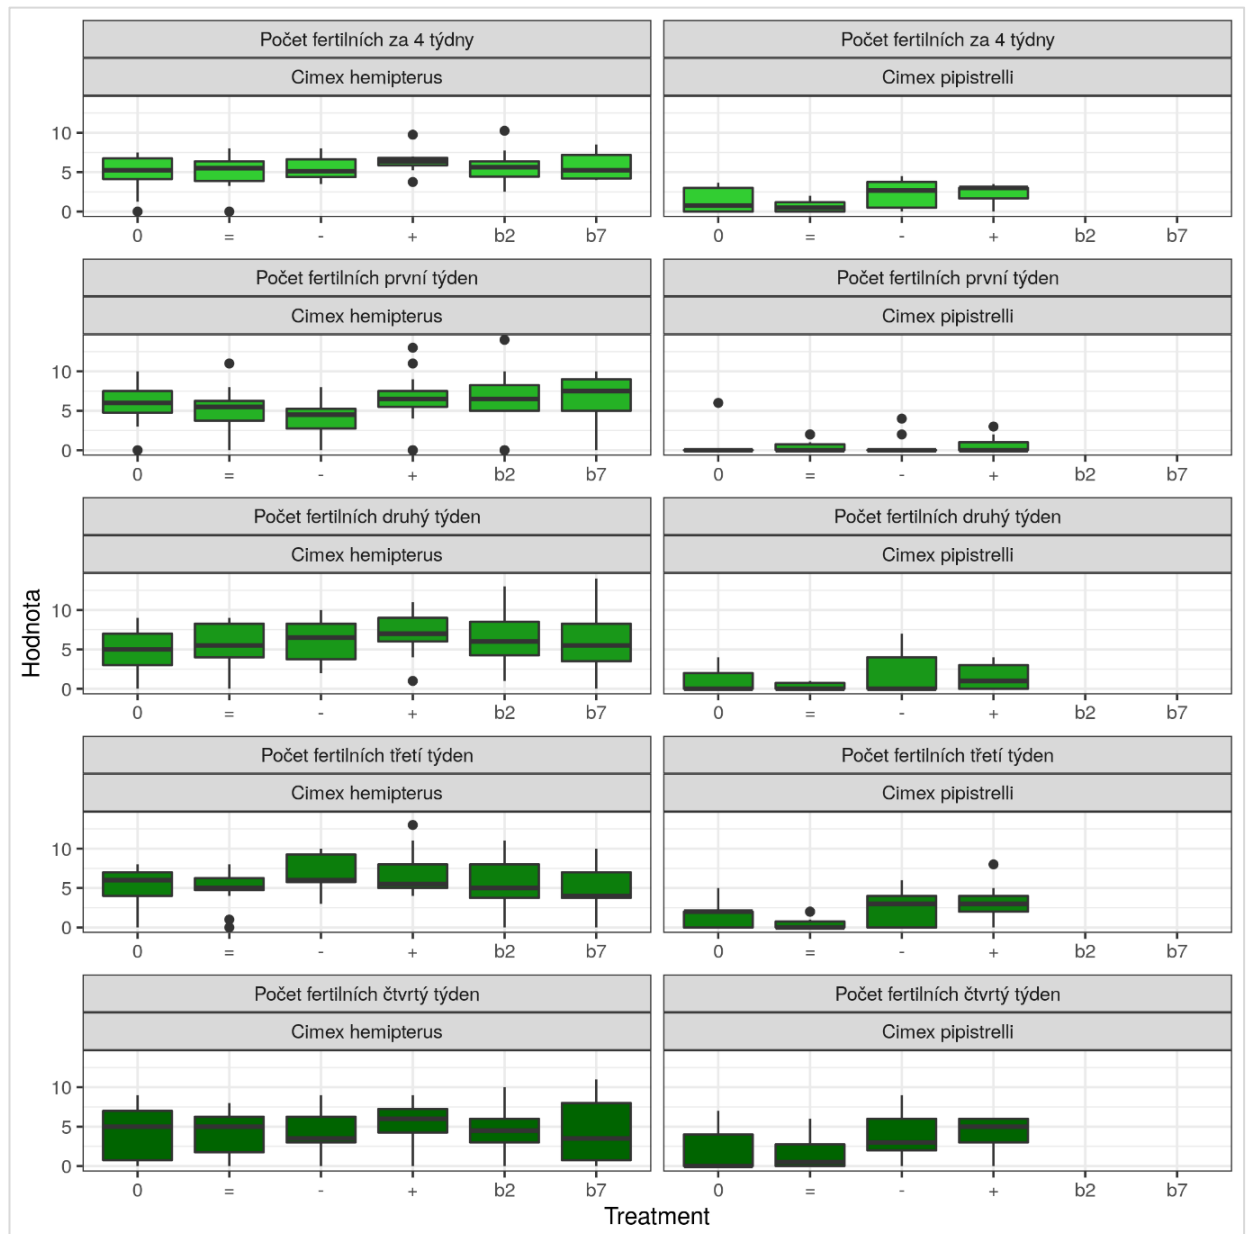 Počet fertilních za 4 týdny
Počet fertilních za 4 týdny
Cimex hemipterus
Cimex pipistrelli
10
5
0
0 = - + b2 b7
0 = - + b2 b7
Počet fertilních první týden
Počet fertilních první týden
Cimex hemipterus
Cimex pipistrelli
10
5
0
0 = - + b2 b7
0 = - + b2 b7
Počet fertilních druhý týden
Počet fertilních druhý týden
Cimex hemipterus
Cimex pipistrelli
10
5
0
0 = - + b2 b7
0 = - + b2 b7
Hodnota
Počet fertilních třetí týden
Počet fertilních třetí týden
Cimex hemipterus
Cimex pipistrelli
10
5
0
0 = - + b2 b7
0 = - + b2 b7
Počet fertilních čtvrtý týden
Počet fertilních čtvrtý týden
Cimex hemipterus
Cimex pipistrelli
10
5
0
0 = - + b2 b7
0 = - + b2 b7
Treatment